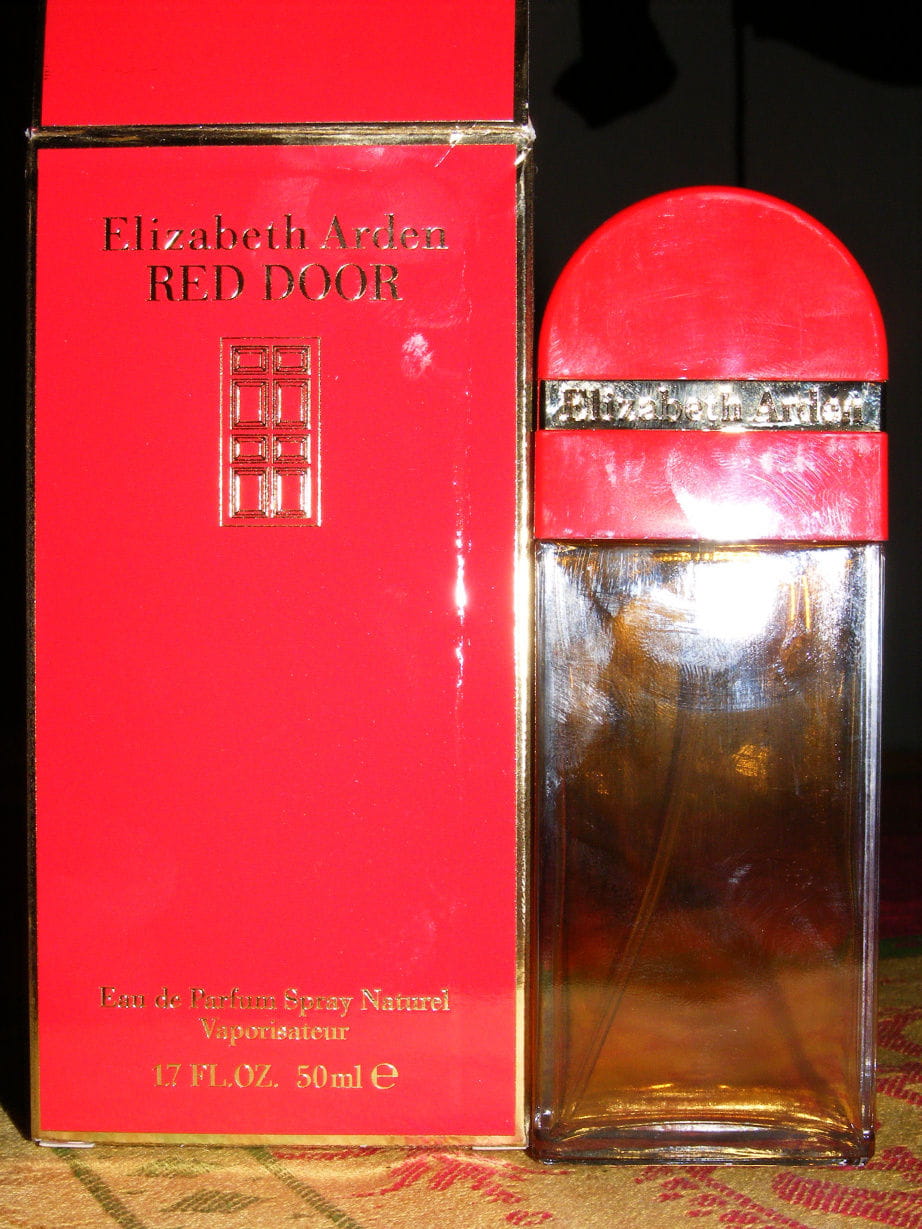 Elizabeth Arden
RED DOOR
Eau de Parfum Spray Naturel
Vaporisateur
1.7 FL.OZ. 50ml ℮
Elizabeth Arden